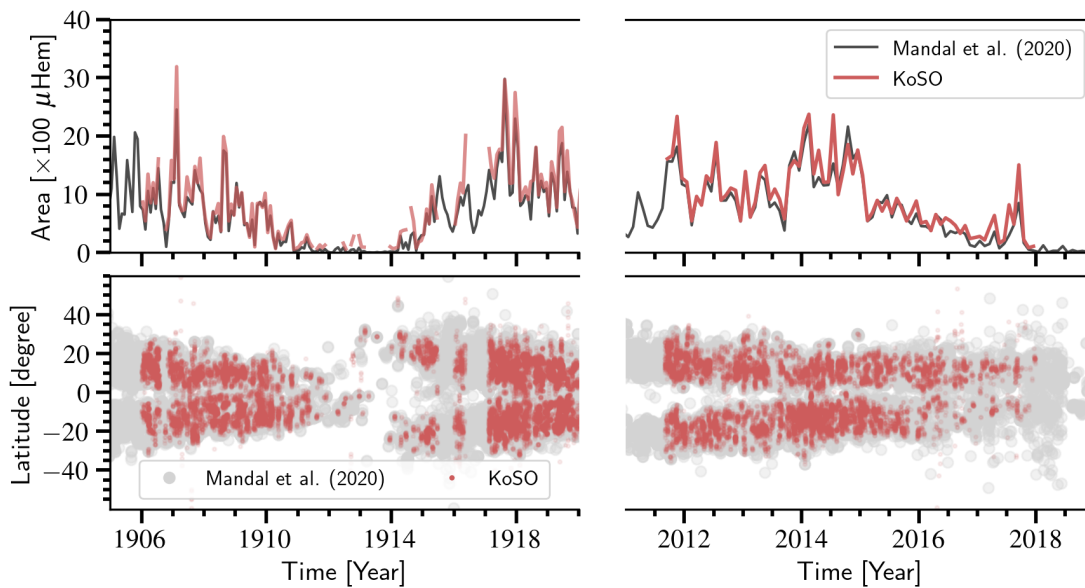 40
30
20
10
0
Area [×100 μHem]
Mandal et al. (2020)
KoSO
40
20
0
−20
−40
Latitude [degree]
Mandal et al. (2020) KoSO
1906 1910 1914 1918 2012 2014 2016 2018
Time [Year] Time [Year]